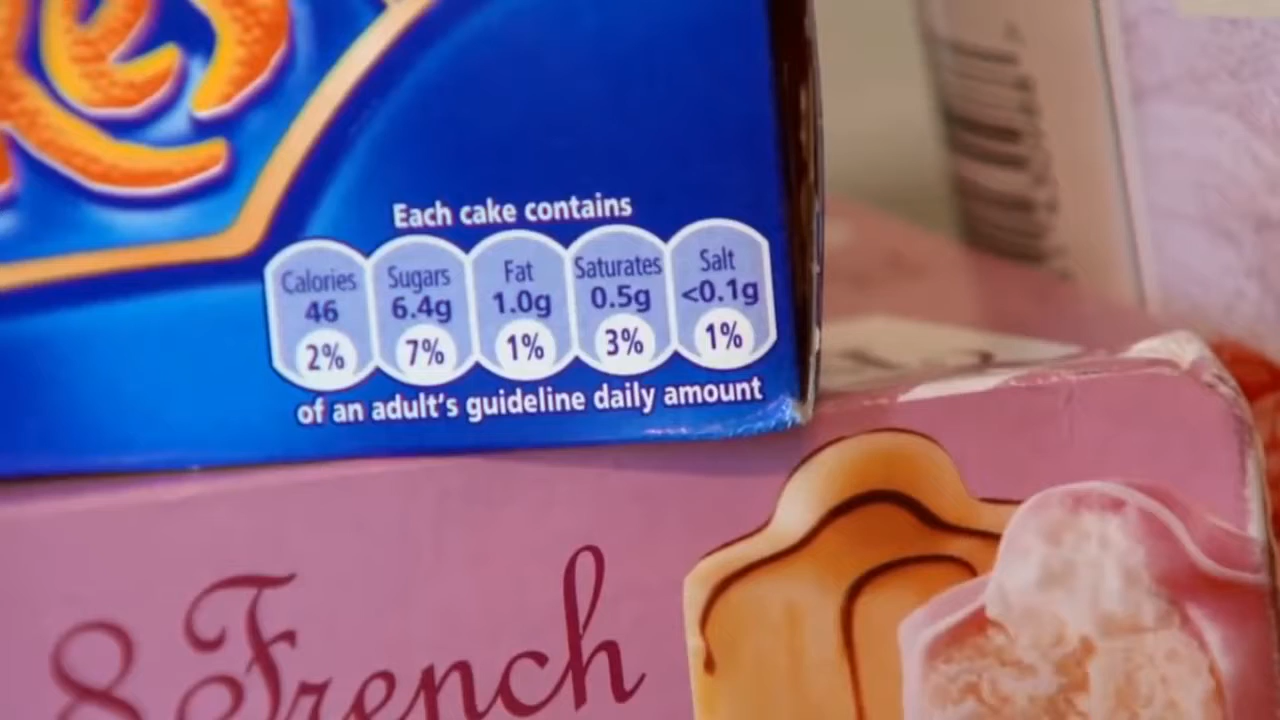 Each cake contains
Calories Sugars Fat Saturates Salt
46 6.4g 1.0g 0.5g <0.1g
2% 7% 1% 3% 1%
of an adult's guideline daily amount
8 French